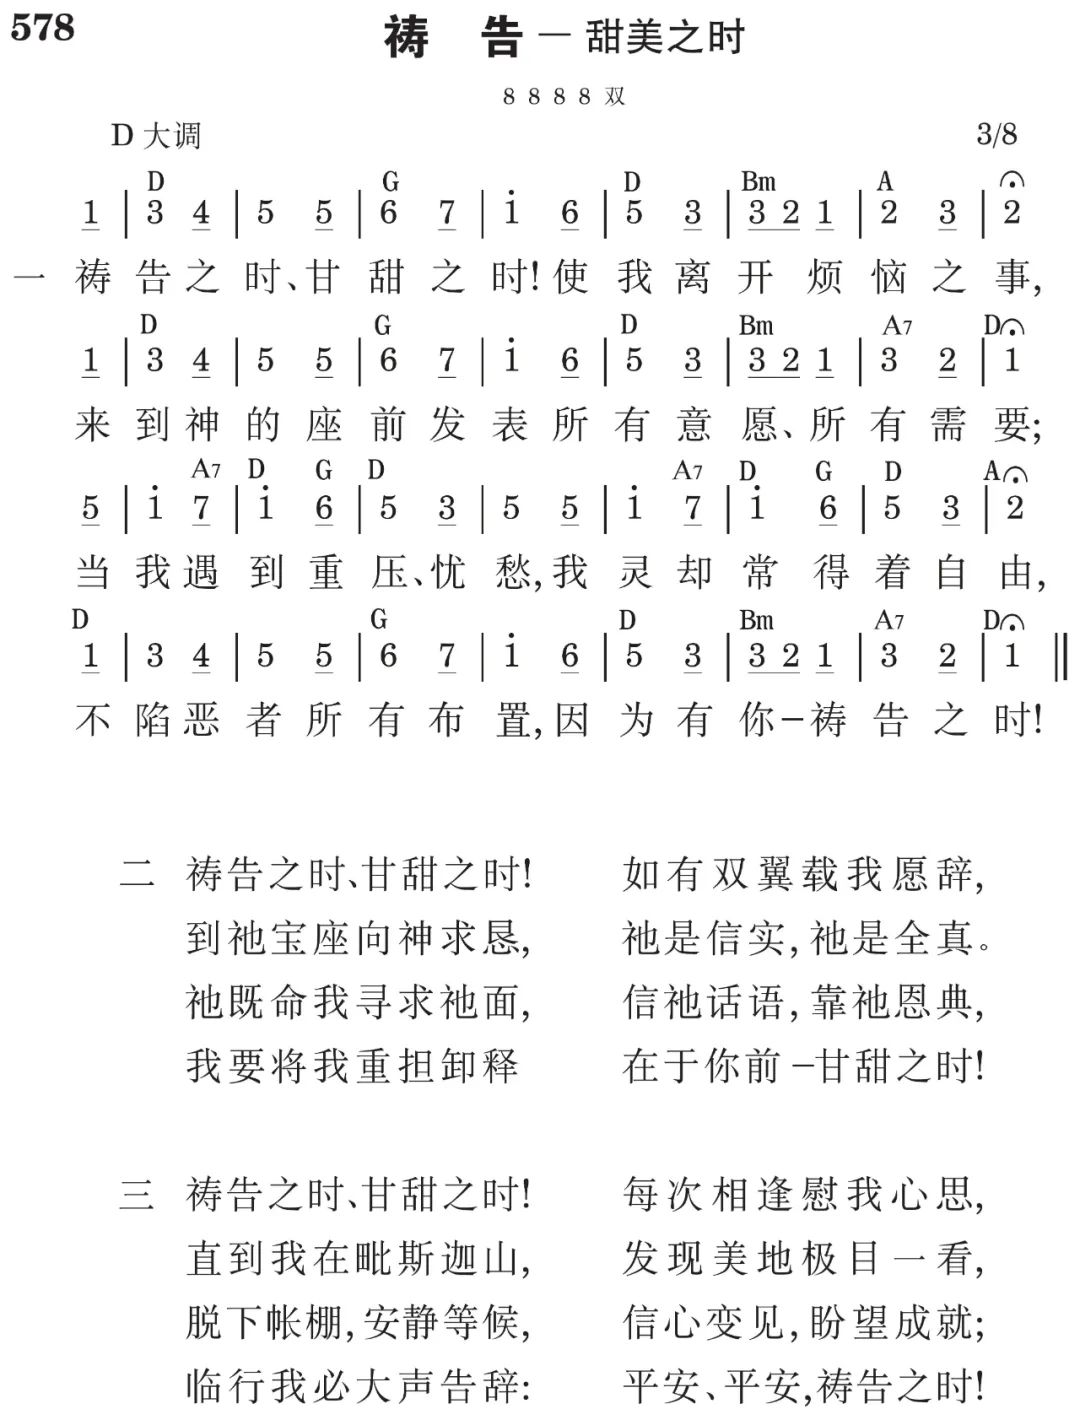 578
祷 告 — 甜美之时
8 8 8 8 双
D 大调 3/8
D G D Bm A
1 | 3 4 | 5 5 | 6 7 | 1 6 | 5 3 | 3 2 1 | 2 3 | 2
一 祷告之时、甘甜之时!使我离开烦恼之事,
D G D Bm A7 D
1 | 3 4 | 5 5 | 6 7 | 1 6 | 5 3 | 3 2 1 | 3 2 | 1
来到神的座前发表所有意愿、所有需要;
A7 D G D A7 D G D A
5 | 1 7 | 1 6 | 5 3 | 5 5 | 1 7 | 1 6 | 5 3 | 2
当我遇到重压、忧愁,我灵却常得着自由,
D G D Bm A7 D
1 | 3 4 | 5 5 | 6 7 | 1 6 | 5 3 | 3 2 1 | 3 2 | 1 ‖
不陷恶者所有布置,因为有你–祷告之时!
二 祷告之时、甘甜之时! 如有双翼载我愿辞,
到祂宝座向神求恳, 祂是信实,祂是全真。
祂既命我寻求祂面, 信祂话语,靠祂恩典,
我要将我重担卸释 在于你前–甘甜之时!
三 祷告之时、甘甜之时! 每次相逢慰我心思,
直到我在毗斯迦山, 发现美地极目一看,
脱下帐棚,安静等候, 信心变见,盼望成就;
临行我必大声告辞: 平安、平安,祷告之时!